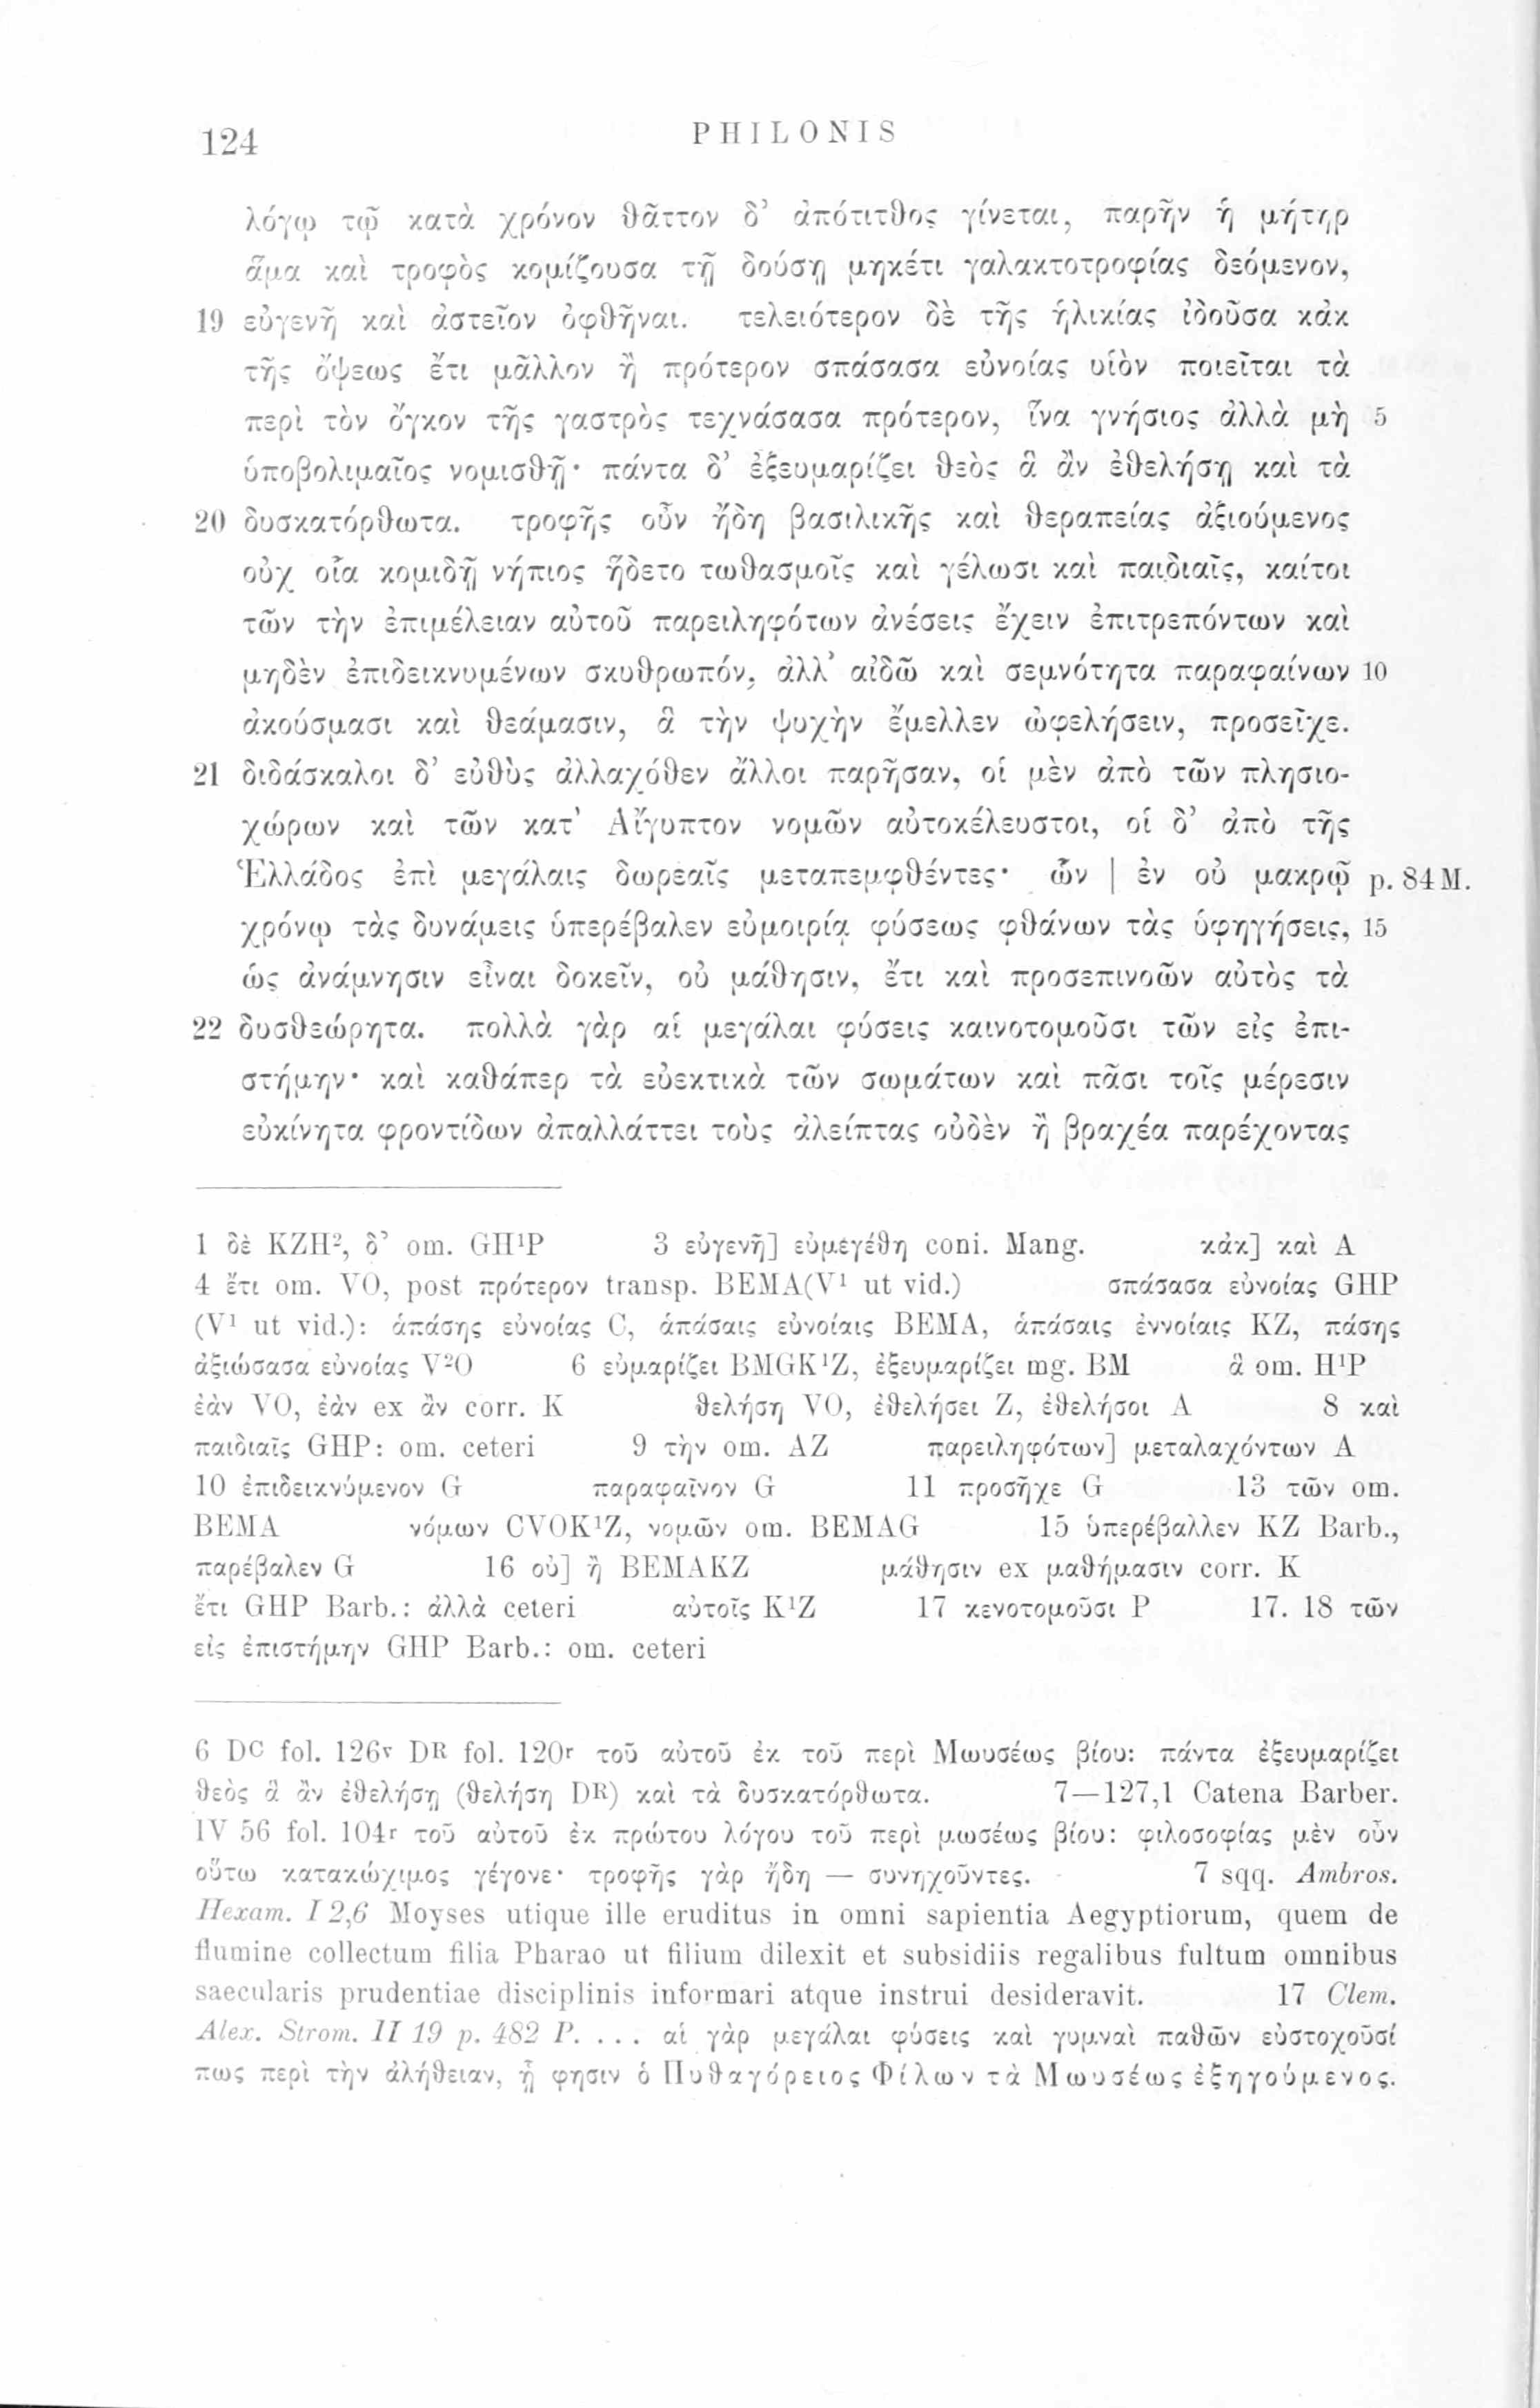 124
PHILONIS
λόγῳ τῷ κατὰ χρόνον θᾶττον δ’ ἀπότιτθος γίνεται, παρῆν ἡ μήτηρ
ἅμα καὶ τροφὸς κομίζουσα τῇ δούσῃ μηκέτι γαλακτοτροφίας δεόμενον,
19 εὐγενῆ καὶ ἀστεῖον ὀφθῆναι. τελειότερον δὲ τῆς ἡλικίας ἰδοῦσα κἀκ
τῆς ὄψεως ἔτι μᾶλλον ἢ πρότερον σπάσασα εὐνοίας υἱὸν ποιεῖται τὰ
περὶ τὸν ὄγκον τῆς γαστρὸς τεχνάσασα πρότερον, ἵνα γνήσιος ἀλλὰ μὴ 5
ὑποβολιμαῖος νομισθῇ· πάντα δ’ ἐξευμαρίζει θεὸς ἃ ἂν ἐθελήσῃ καὶ τὰ
20 δυσκατόρθωτα. τροφῆς οὖν ἤδη βασιλικῆς καὶ θεραπείας ἀξιούμενος
οὐχ οἷα κομιδῇ νήπιος ἥδετο τωθασμοῖς καὶ γέλωσι καὶ παιδιαῖς, καίτοι
τῶν τὴν ἐπιμέλειαν αὐτοῦ παρειληφότων ἀνέσεις ἔχειν ἐπιτρεπόντων καὶ
μηδὲν ἐπιδεικνυμένων σκυθρωπόν, ἀλλ’ αἰδῶ καὶ σεμνότητα παραφαίνων 10
ἀκούσμασι καὶ θεάμασιν, ἃ τὴν ψυχὴν ἔμελλεν ὠφελήσειν, προσεῖχε.
21 διδάσκαλοι δ’ εὐθὺς ἀλλαχόθεν ἄλλοι παρῆσαν, οἱ μὲν ἀπὸ τῶν πλησιο-
χώρων καὶ τῶν κατ’ Αἴγυπτον νομῶν αὐτοκέλευστοι, οἱ δ’ ἀπὸ τῆς
Ἑλλάδος ἐπὶ μεγάλαις δωρεαῖς μεταπεμφθέντες· ὧν | ἐν οὐ μακρῷ p. 84 M.
χρόνῳ τὰς δυνάμεις ὑπερέβαλεν εὐμοιρίᾳ φύσεως φθάνων τὰς ὑφηγήσεις, 15
ὡς ἀνάμνησιν εἶναι δοκεῖν, οὐ μάθησιν, ἔτι καὶ προσεπινοῶν αὐτὸς τὰ
22 δυσθεώρητα. πολλὰ γὰρ αἱ μεγάλαι φύσεις καινοτομοῦσι τῶν εἰς ἐπι-
στήμην· καὶ καθάπερ τὰ εὐεκτικὰ τῶν σωμάτων καὶ πᾶσι τοῖς μέρεσιν
εὐκίνητα φροντίδων ἀπαλλάττει τοὺς ἀλείπτας οὐδὲν ἢ βραχέα παρέχοντας
1 δὲ KZH², δ’ om. GH¹P 3 εὐγενῆ] εὐμεγέθη coni. Mang. κἀκ] καὶ A
4 ἔτι om. VO, post πρότερον transp. BEMA(V¹ ut vid.) σπάσασα εὐνοίας GHP
(V¹ ut vid.): ἁπάσης εὐνοίας C, ἁπάσαις εὐνοίαις BEMA, ἁπάσαις ἐννοίαις KZ, πάσης
ἀξιώσασα εὐνοίας V²O 6 εὐμαρίζει BMGK¹Z, ἐξευμαρίζει mg. BM ἃ om. H¹P
ἐὰν VO, ἐὰν ex ἂν corr. K θελήση VO, ἐθελήσει Z, ἐθελήσοι A 8 καὶ
παιδιαῖς GHP: om. ceteri 9 τὴν om. AZ παρειληφότων] μεταλαχόντων A
10 ἐπιδεικνύμενον G παραφαῖνον G 11 προσῆχε G 13 τῶν om.
BEMA νόμων CVOK¹Z, νομῶν om. BEMAG 15 ὑπερέβαλλεν KZ Barb.,
παρέβαλεν G 16 οὐ] ἢ BEMAKZ μάθησιν ex μαθήμασιν corr. K
ἔτι GHP Barb.: ἀλλὰ ceteri αὐτοῖς K¹Z 17 κενοτομοῦσι P 17. 18 τῶν
εἰς ἐπιστήμην GHP Barb.: om. ceteri
6 Dᶜ fol. 126ᵛ Dᴿ fol. 120ʳ τοῦ αὐτοῦ ἐκ τοῦ περὶ Μωυσέως βίου: πάντα ἐξευμαρίζει
θεὸς ἃ ἂν ἐθελήσῃ (θελήση Dᴿ) καὶ τὰ δυσκατόρθωτα. 7—127,1 Catena Barber.
IV 56 fol. 104ʳ τοῦ αὐτοῦ ἐκ πρώτου λόγου τοῦ περὶ μωσέως βίου: φιλοσοφίας μὲν οὖν
οὕτω κατακώχιμος γέγονε· τροφῆς γὰρ ἤδη — συνηχοῦντες. 7 sqq. Ambros.
Hexam. I 2,6 Moyses utique ille eruditus in omni sapientia Aegyptiorum, quem de
flumine collectum filia Pharao ut filium dilexit et subsidiis regalibus fultum omnibus
saecularis prudentiae disciplinis informari atque instrui desideravit. 17 Clem.
Alex. Strom. II 19 p. 482 P. ... αἱ γὰρ μεγάλαι φύσεις καὶ γυμναὶ παθῶν εὐστοχοῦσί
πως περὶ τὴν ἀλήθειαν, ᾗ φησιν ὁ Πυθαγόρειος Φίλων τὰ Μωυσέως ἐξηγούμενος.